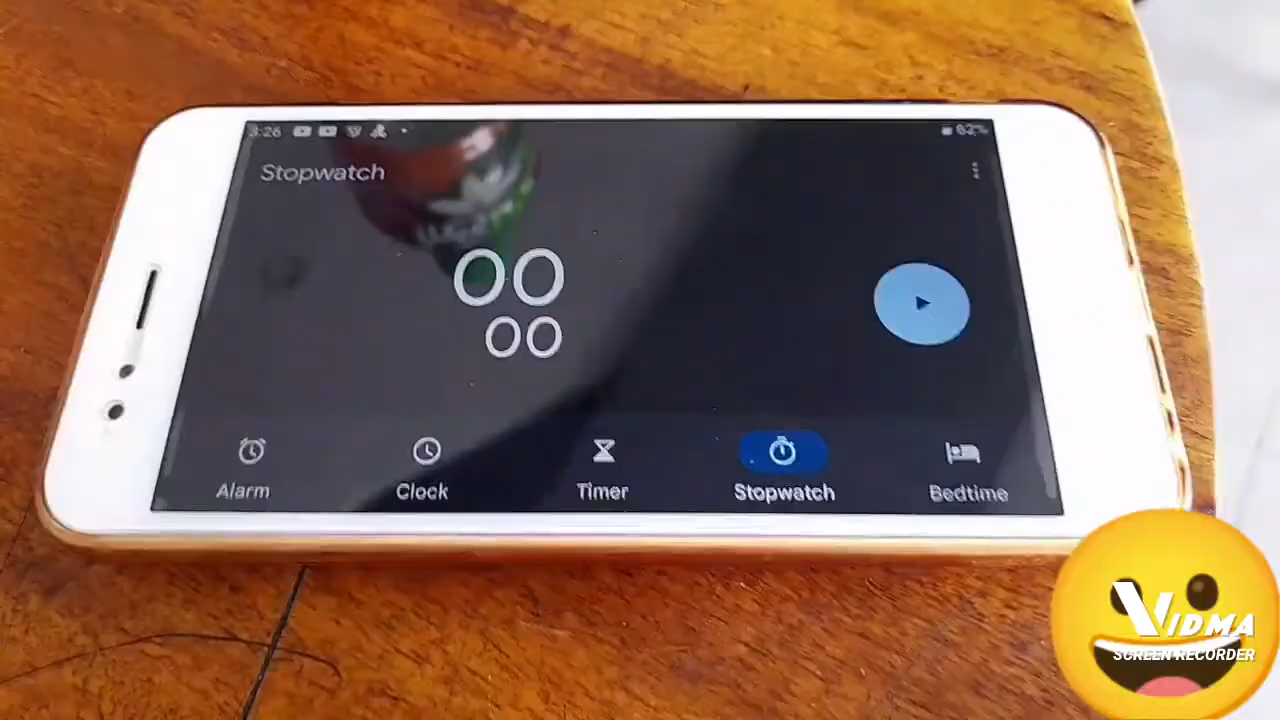 3:26
62%
Stopwatch
00
00
Alarm
Clock
Timer
Stopwatch
Bedtime
VIDMA
SCREEN RECORDER